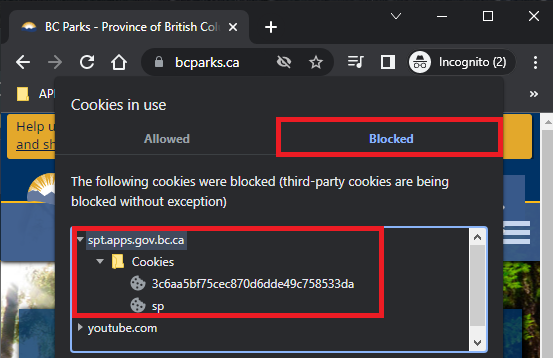 BC Parks - Province of British Col
bcparks.ca
Incognito (2)
AP
Cookies in use
Help u
and sh
Allowed
Blocked
The following cookies were blocked (third-party cookies are being
blocked without exception)
spt.apps.gov.bc.ca
Cookies
3c6aa5bf75cec870d6dde49c758533da
sp
youtube.com